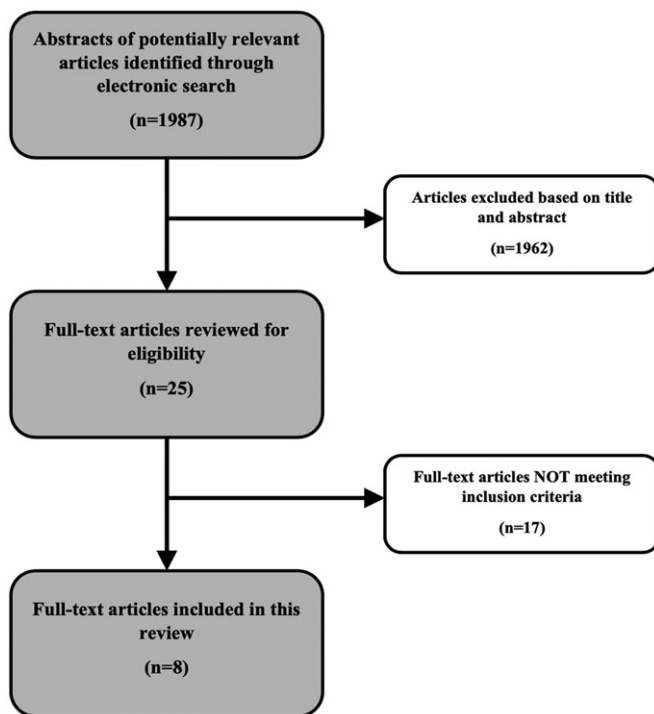 Abstracts of potentially relevant
articles identified through
electronic search
(n=1987)
Articles excluded based on title
and abstract
(n=1962)
Full-text articles reviewed for
eligibility
(n=25)
Full-text articles NOT meeting
inclusion criteria
(n=17)
Full-text articles included in this
review
(n=8)